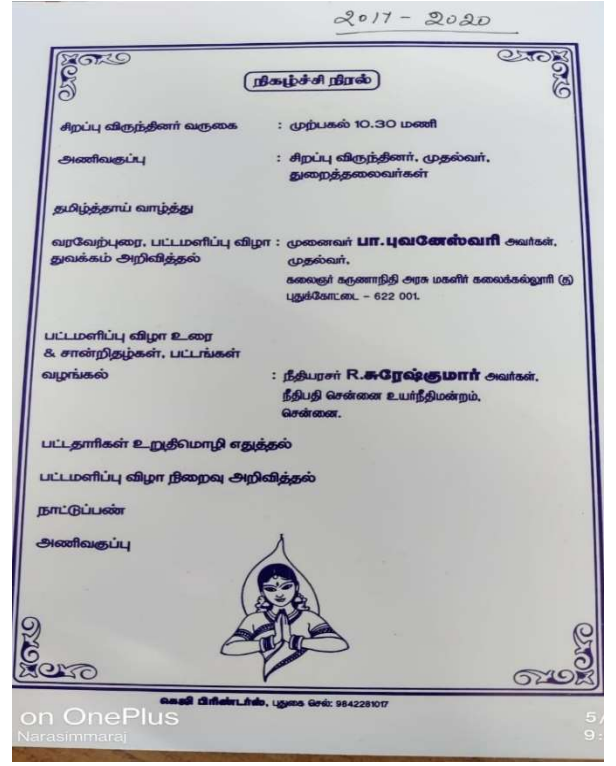 2017 - 2020
நிகழ்ச்சி நிரல்
சிறப்பு விருந்தினர் வருகை : முற்பகல் 10.30 மணி
அணிவகுப்பு : சிறப்பு விருந்தினர், முதல்வர்,
துறைத்தலைவர்கள்
தமிழ்த்தாய் வாழ்த்து
வரவேற்புரை, பட்டமளிப்பு விழா : முனைவர் பா.புவனேஸ்வரி அவர்கள்,
துவக்கம் அறிவித்தல் முதல்வர்,
கலைஞர் கருணாநிதி அரசு மகளிர் கலைக்கல்லூரி (த)
புதுக்கோட்டை - 622 001.
பட்டமளிப்பு விழா உரை
& சான்றிதழ்கள், பட்டங்கள்
வழங்கல் : நீதியரசர் R.சுரேஷ்குமார் அவர்கள்,
நீதிபதி சென்னை உயர்நீதிமன்றம்,
சென்னை.
பட்டதாரிகள் உறுதிமொழி எடுத்தல்
பட்டமளிப்பு விழா நிறைவு அறிவித்தல்
நாட்டுப்பண்
அணிவகுப்பு
கெஜி பிரிண்டர்ஸ், புதுகை செல்: 9842281017
on OnePlus 5/
Narasimmaraj 9: